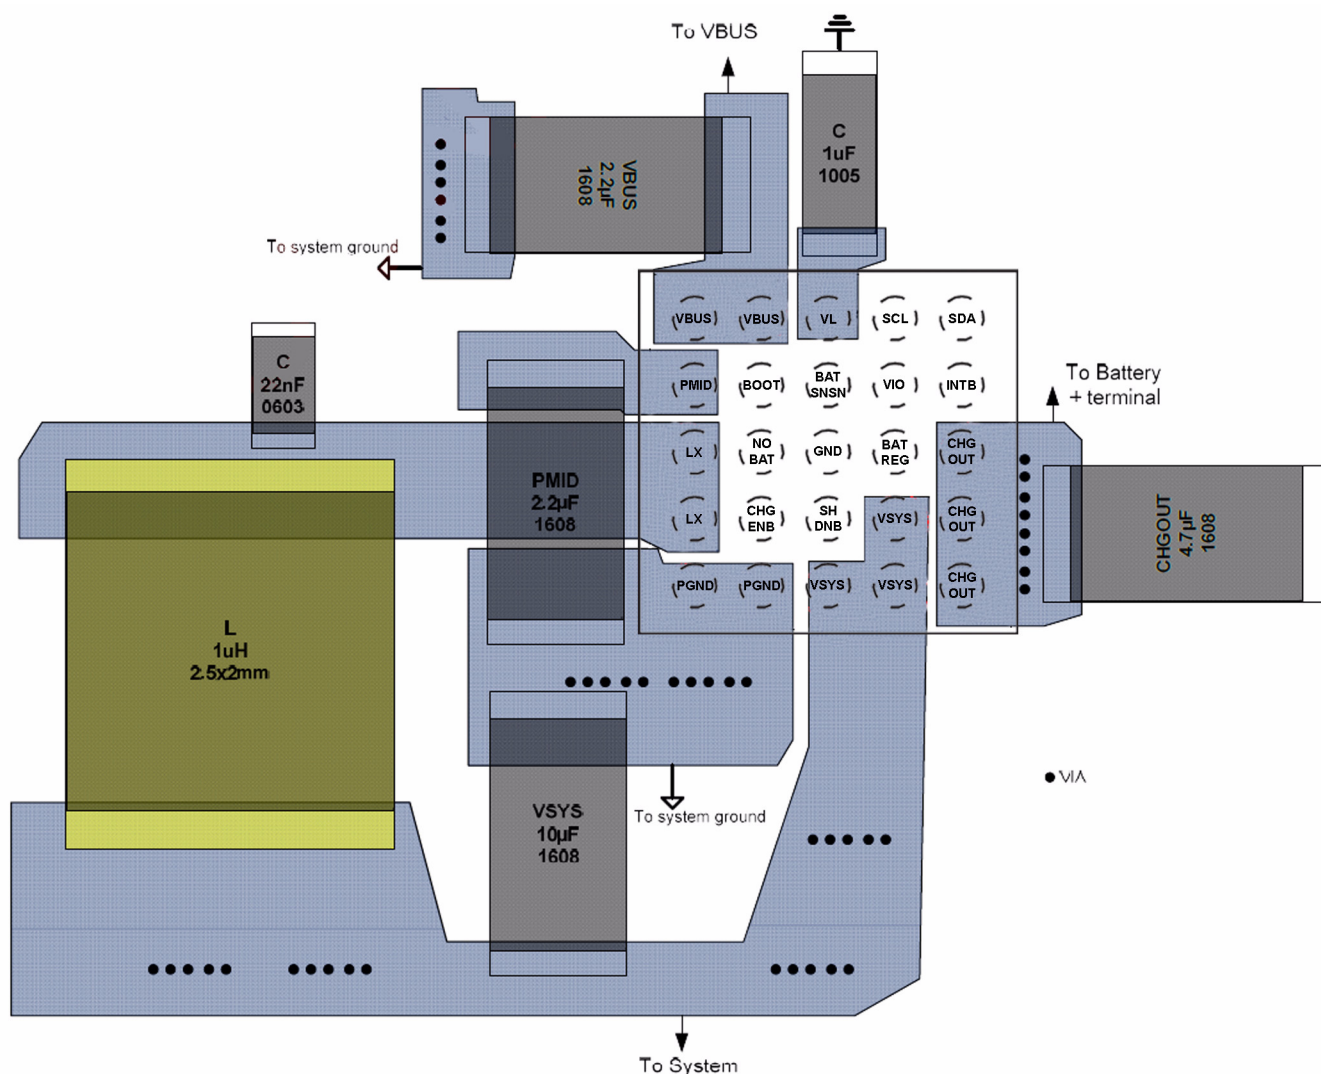 To VBUS
C
1uF
1005
VBUS
2.2µF
1608
To system ground
VBUS
VBUS
VL
SCL
SDA
C
22nF
0603
PMID
BOOT
BAT
SNSN
VIO
INTB
To Battery
+ terminal
LX
NO
BAT
GND
BAT
REG
CHG
OUT
PMID
2.2µF
1608
LX
CHG
ENB
SH
DNB
VSYS
CHG
OUT
CHGOUT
4.7µF
1608
PGND
PGND
VSYS
VSYS
CHG
OUT
L
1uH
2.5x2mm
VIA
To system ground
VSYS
10µF
1608
To System